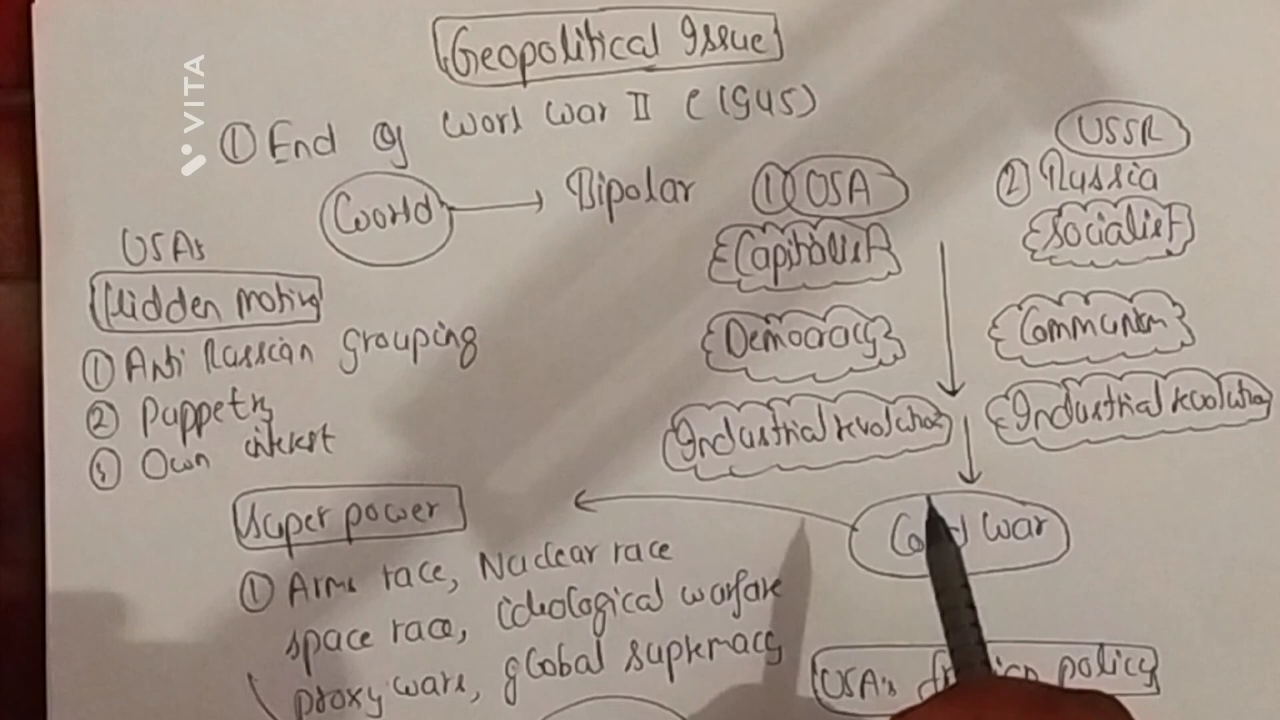 Geopolitical Issue
① End of Worl War II (1945)
World → Bipolar
① USA
Capitalist
Democracy
Industrial revolution
USSR
② Russia
Socialist
Communism
Industrial revolution
Cold War
USA's
Hidden motive
① Anti Russian grouping
② Puppetry
③ Own interest
Super power
① Arms race, Nuclear race
space race, ideological warfare
proxy wars, global supremacy
USA's policy
VITA